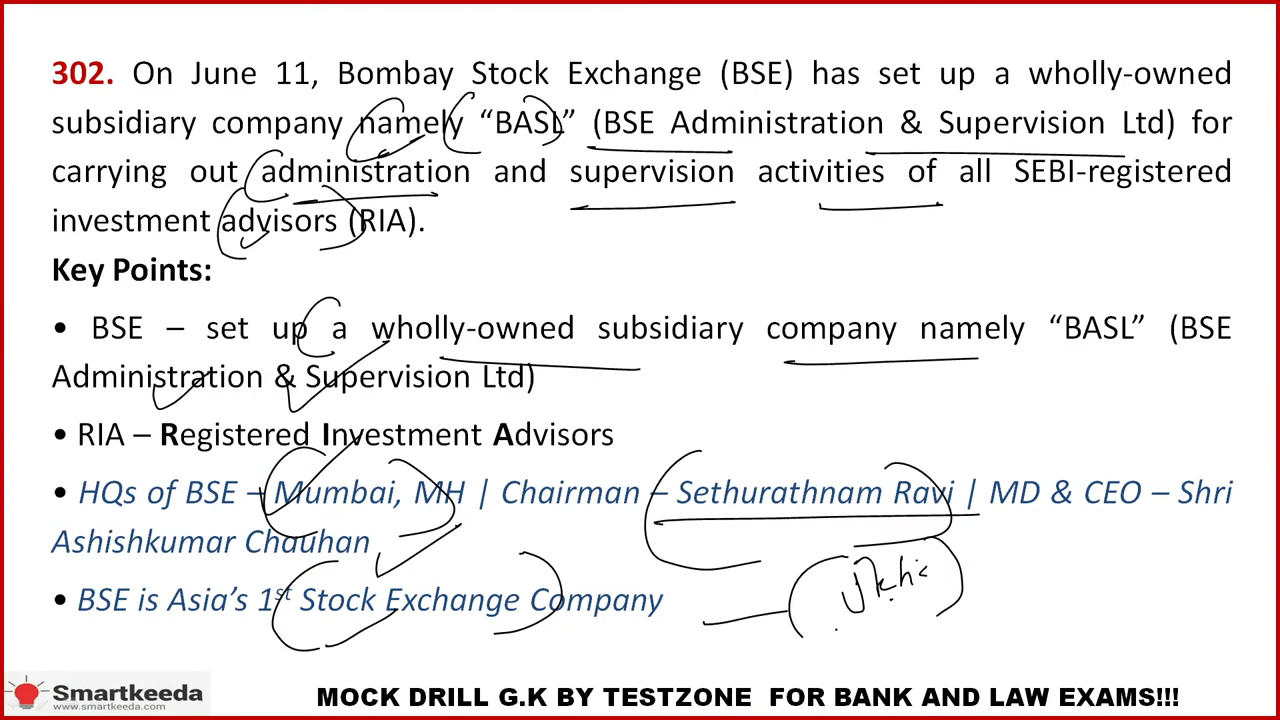 302. On June 11, Bombay Stock Exchange (BSE) has set up a wholly-owned
subsidiary company namely “BASL” (BSE Administration & Supervision Ltd) for
carrying out administration and supervision activities of all SEBI-registered
investment advisors (RIA).
Key Points:
• BSE – set up a wholly-owned subsidiary company namely “BASL” (BSE
Administration & Supervision Ltd)
• RIA – Registered Investment Advisors
• HQs of BSE – Mumbai, MH | Chairman – Sethurathnam Ravi | MD & CEO – Shri
Ashishkumar Chauhan
• BSE is Asia’s 1st Stock Exchange Company
Smartkeeda
www.smartkeeda.com
MOCK DRILL G.K BY TESTZONE FOR BANK AND LAW EXAMS!!!